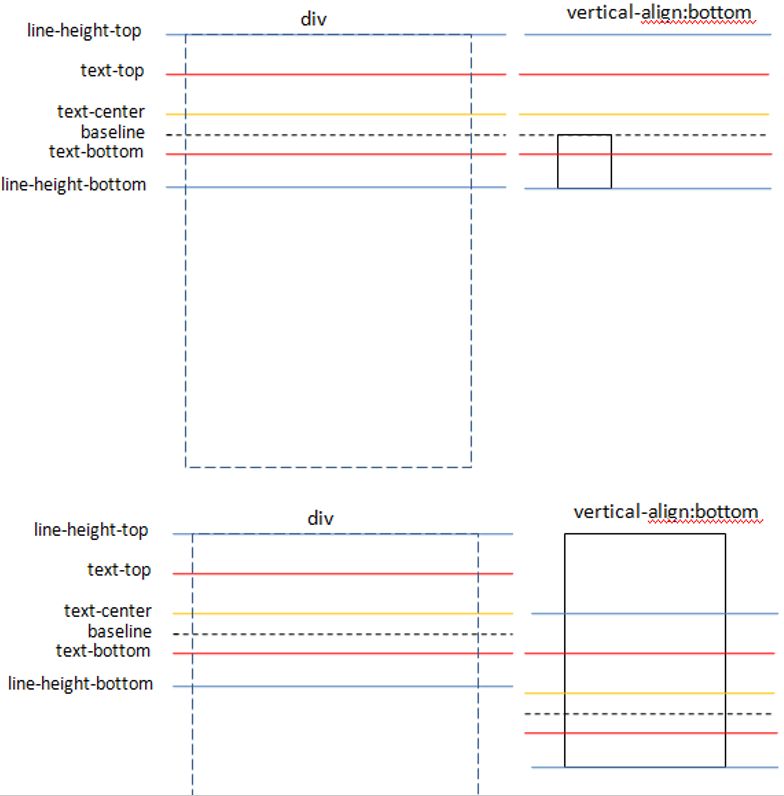 div
vertical-align:bottom
line-height-top
text-top
text-center
baseline
text-bottom
line-height-bottom
div
vertical-align:bottom
line-height-top
text-top
text-center
baseline
text-bottom
line-height-bottom